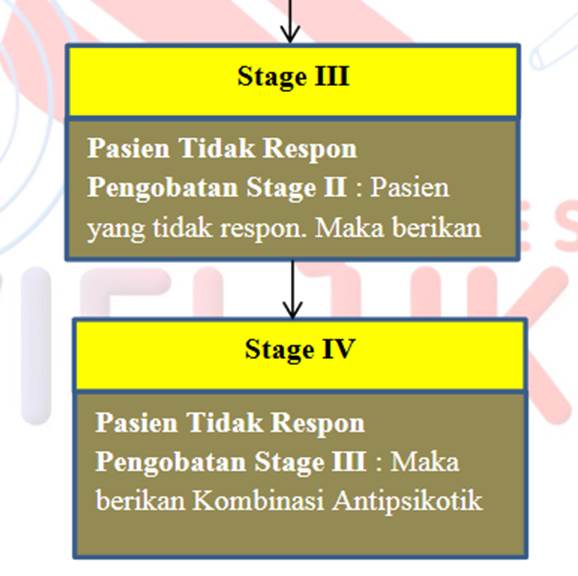 Stage III
Pasien Tidak Respon
Pengobatan Stage II : Pasien
yang tidak respon. Maka berikan
Stage IV
Pasien Tidak Respon
Pengobatan Stage III : Maka
berikan Kombinasi Antipsikotik